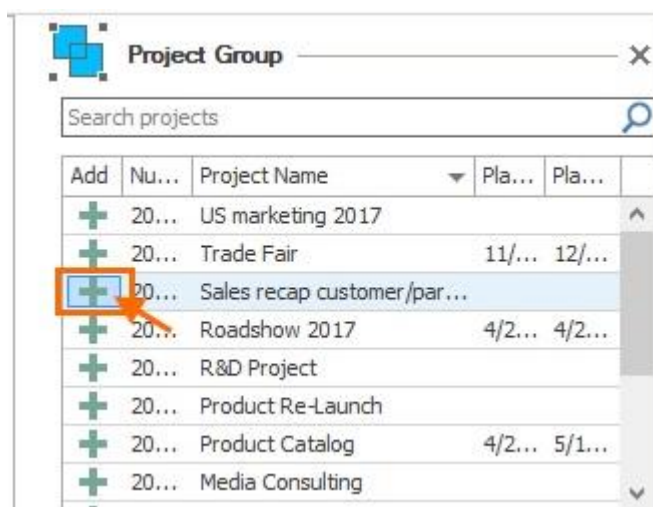 Project Group
Search projects
Add Nu... Project Name Pla... Pla...
20... US marketing 2017
20... Trade Fair 11/... 12/...
20... Sales recap customer/par...
20... Roadshow 2017 4/2... 4/2...
20... R&D Project
20... Product Re-Launch
20... Product Catalog 4/2... 5/1...
20... Media Consulting